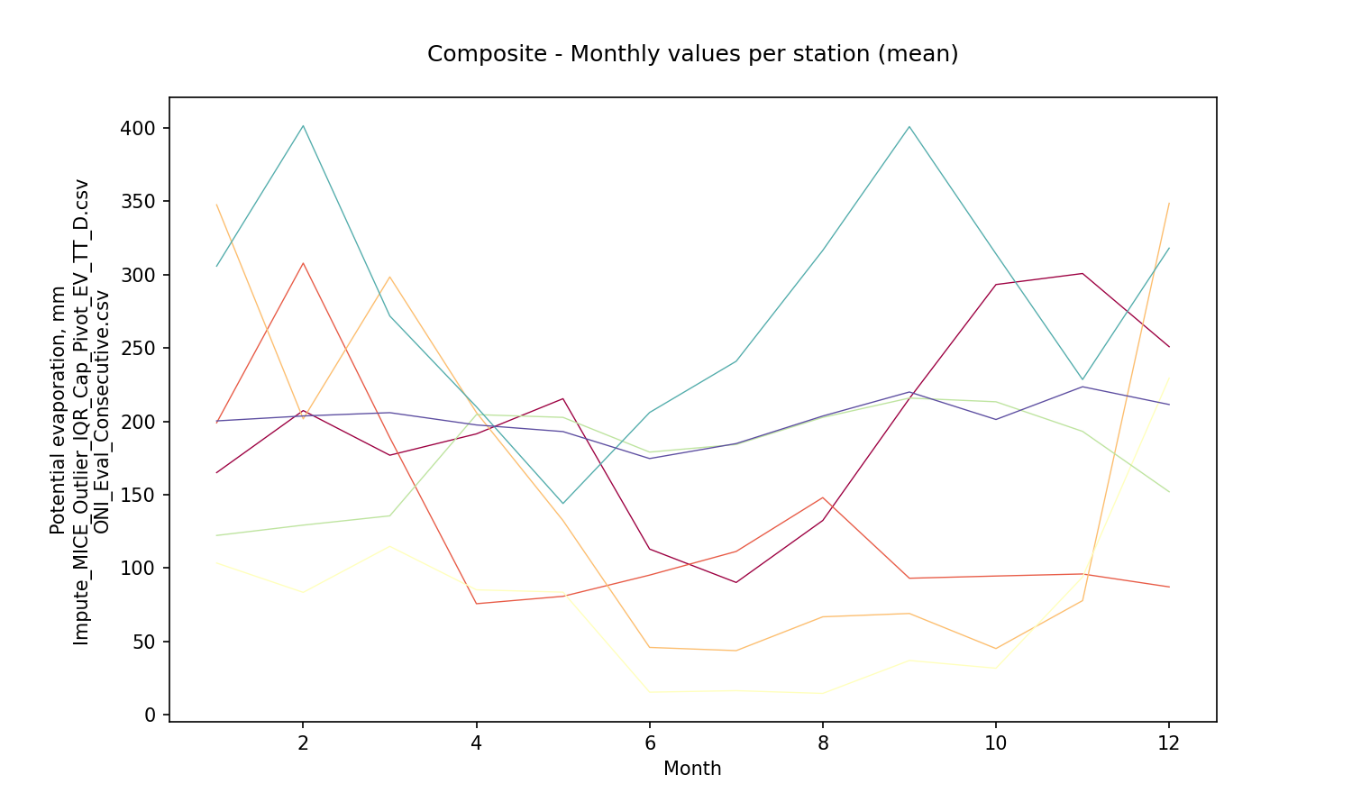 Composite - Monthly values per station (mean)
Potential evaporation, mm
Impute_MICE_Outlier_IQR_Cap_Pivot_EV_TT_D.csv
ONI_Eval_Consecutive.csv
400
350
300
250
200
150
100
50
0
2 4 6 8 10 12
Month